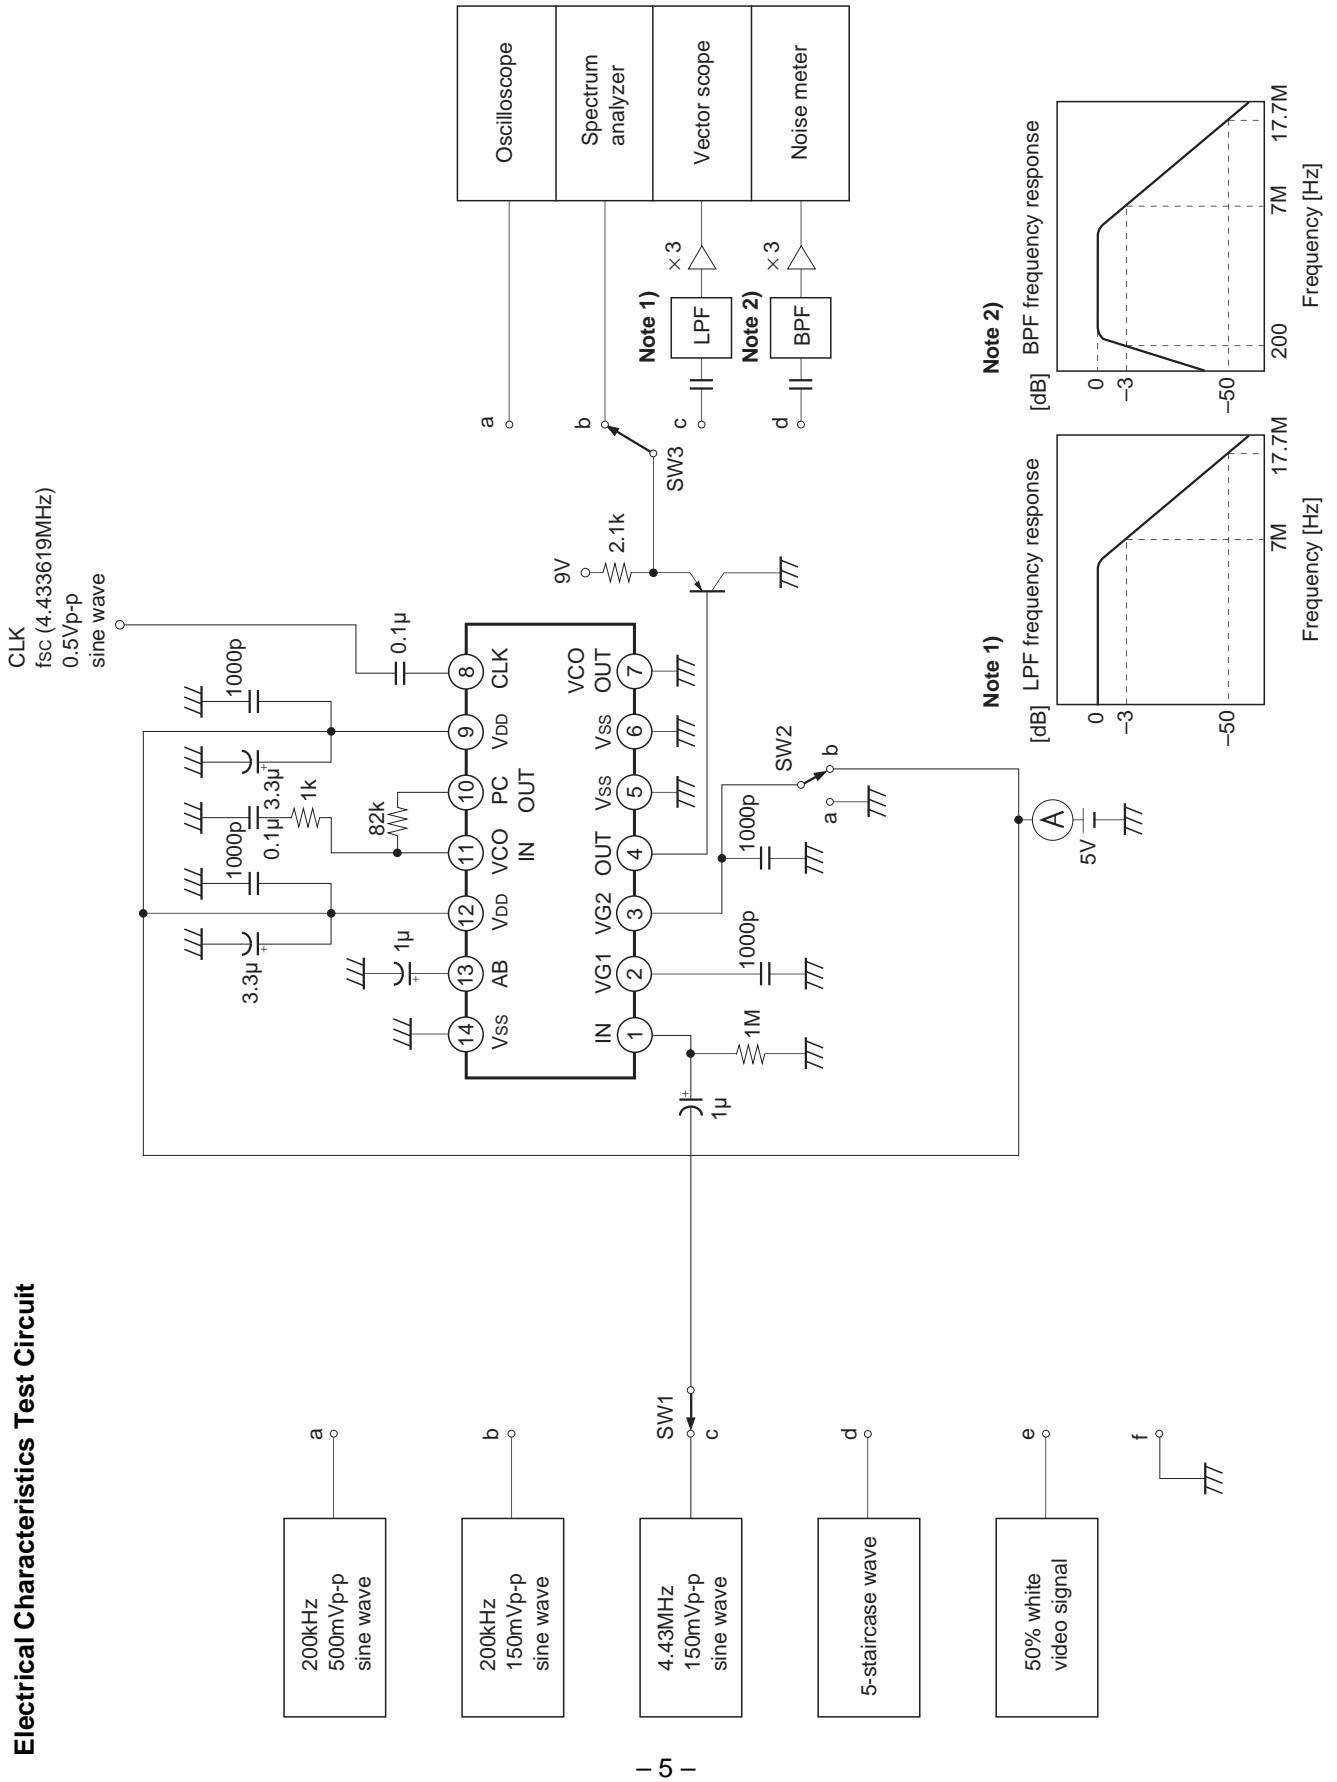 Electrical Characteristics Test Circuit
200kHz
500mVp-p
sine wave
a
200kHz
150mVp-p
sine wave
b
4.43MHz
150mVp-p
sine wave
SW1
c
5-staircase wave
d
50% white
video signal
e
f
CLK
fsc (4.433619MHz)
0.5Vp-p
sine wave
3.3µ
1000p
0.1µ
1k
3.3µ
1000p
1µ
82k
0.1µ
14
13
12
11
10
9
8
Vss
AB
VDD
VCO
IN
PC
OUT
VDD
CLK
IN
VG1
VG2
OUT
Vss
Vss
VCO
OUT
1
2
3
4
5
6
7
1µ
1M
1000p
1000p
SW2
a
b
A
5V
9V
2.1k
SW3
a
b
c
d
Note 1)
LPF
× 3
Note 2)
BPF
× 3
Oscilloscope
Spectrum
analyzer
Vector scope
Noise meter
Note 1)
LPF frequency response
[dB]
0
–3
–50
7M
17.7M
Frequency [Hz]
Note 2)
BPF frequency response
[dB]
0
–3
–50
200
7M
17.7M
Frequency [Hz]
– 5 –